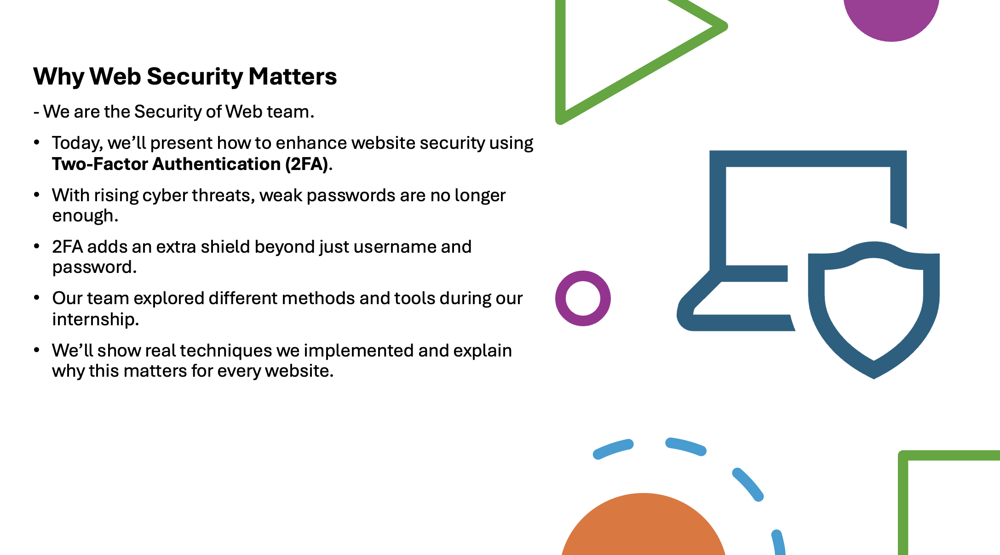 Why Web Security Matters
- We are the Security of Web team.
• Today, we’ll present how to enhance website security using
Two-Factor Authentication (2FA).
• With rising cyber threats, weak passwords are no longer
enough.
• 2FA adds an extra shield beyond just username and
password.
• Our team explored different methods and tools during our
internship.
• We’ll show real techniques we implemented and explain
why this matters for every website.